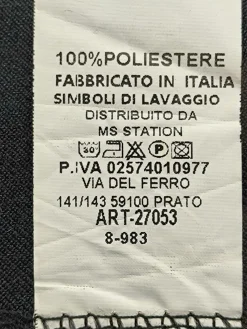 100%POLIESTERE
FABBRICATO IN ITALIA
SIMBOLI DI LAVAGGIO
DISTRIBUITO DA
MS STATION
P.IVA 02574010977
VIA DEL FERRO
141/143 59100 PRATO
ART-27053
8-983